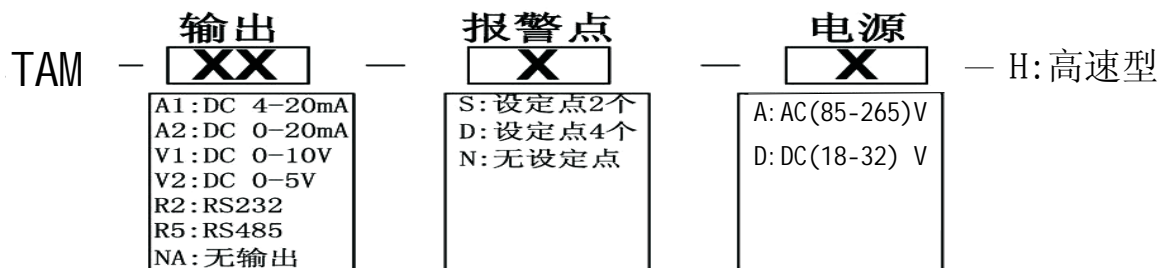 输出 报警点 电源
TAM － XX － X － X － H:高速型
A1:DC 4-20mA
A2:DC 0-20mA
V1:DC 0-10V
V2:DC 0-5V
R2:RS232
R5:RS485
NA:无输出
S:设定点2个
D:设定点4个
N:无设定点
A:AC(85-265)V
D:DC(18-32) V